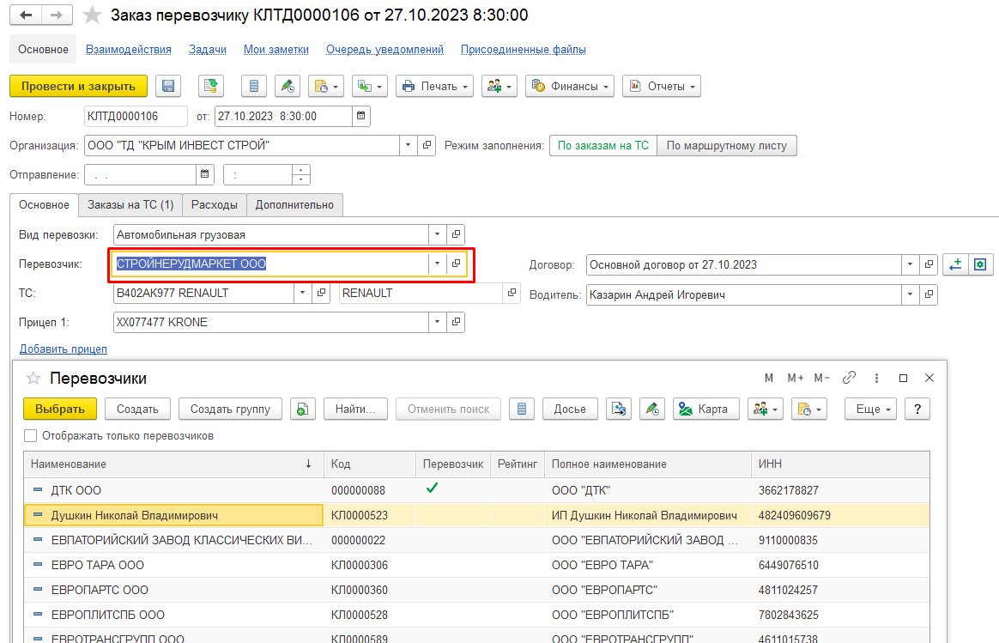 Заказ перевозчику КЛТД0000106 от 27.10.2023 8:30:00
Основное Взаимодействия Задачи Мои заметки Очередь уведомлений Присоединенные файлы
Провести и закрыть Печать Финансы Отчеты
Номер: КЛТД0000106 от: 27.10.2023 8:30:00
Организация: ООО "ТД "КРЫМ ИНВЕСТ СТРОЙ" Режим заполнения: По заказам на ТС По маршрутному листу
Отправление: . . :
Основное Заказы на ТС (1) Расходы Дополнительно
Вид перевозки: Автомобильная грузовая
Перевозчик: СТРОЙНЕРУДМАРКЕТ ООО Договор: Основной договор от 27.10.2023
ТС: В402АК977 RENAULT RENAULT Водитель: Казарин Андрей Игоревич
Прицеп 1: ХХ077477 KRONE
Добавить прицеп
Перевозчики M M+ M-
Выбрать Создать Создать группу Найти... Отменить поиск Досье Карта Еще ?
Отображать только перевозчиков
Наименование ↓ Код Перевозчик Рейтинг Полное наименование ИНН
ДТК ООО 000000088 ООО "ДТК" 3662178827
Душкин Николай Владимирович КЛ0000523 ИП Душкин Николай Владимирович 482409609679
ЕВПАТОРИЙСКИЙ ЗАВОД КЛАССИЧЕСКИХ ВИ... 000000022 ООО "ЕВПАТОРИЙСКИЙ ЗАВОД ... 9110000835
ЕВРО ТАРА ООО КЛ0000306 ООО "ЕВРО ТАРА" 6449076510
ЕВРОПАРТС ООО КЛ0000360 ООО "ЕВРОПАРТС" 4811024257
ЕВРОПЛИТСПБ ООО КЛ0000528 ООО "ЕВРОПЛИТСПБ" 7802843625
ЕВРОТРАНСГРУПП ООО КЛ0000589 ООО "ЕВРОТРАНСГРУПП" 4611015738